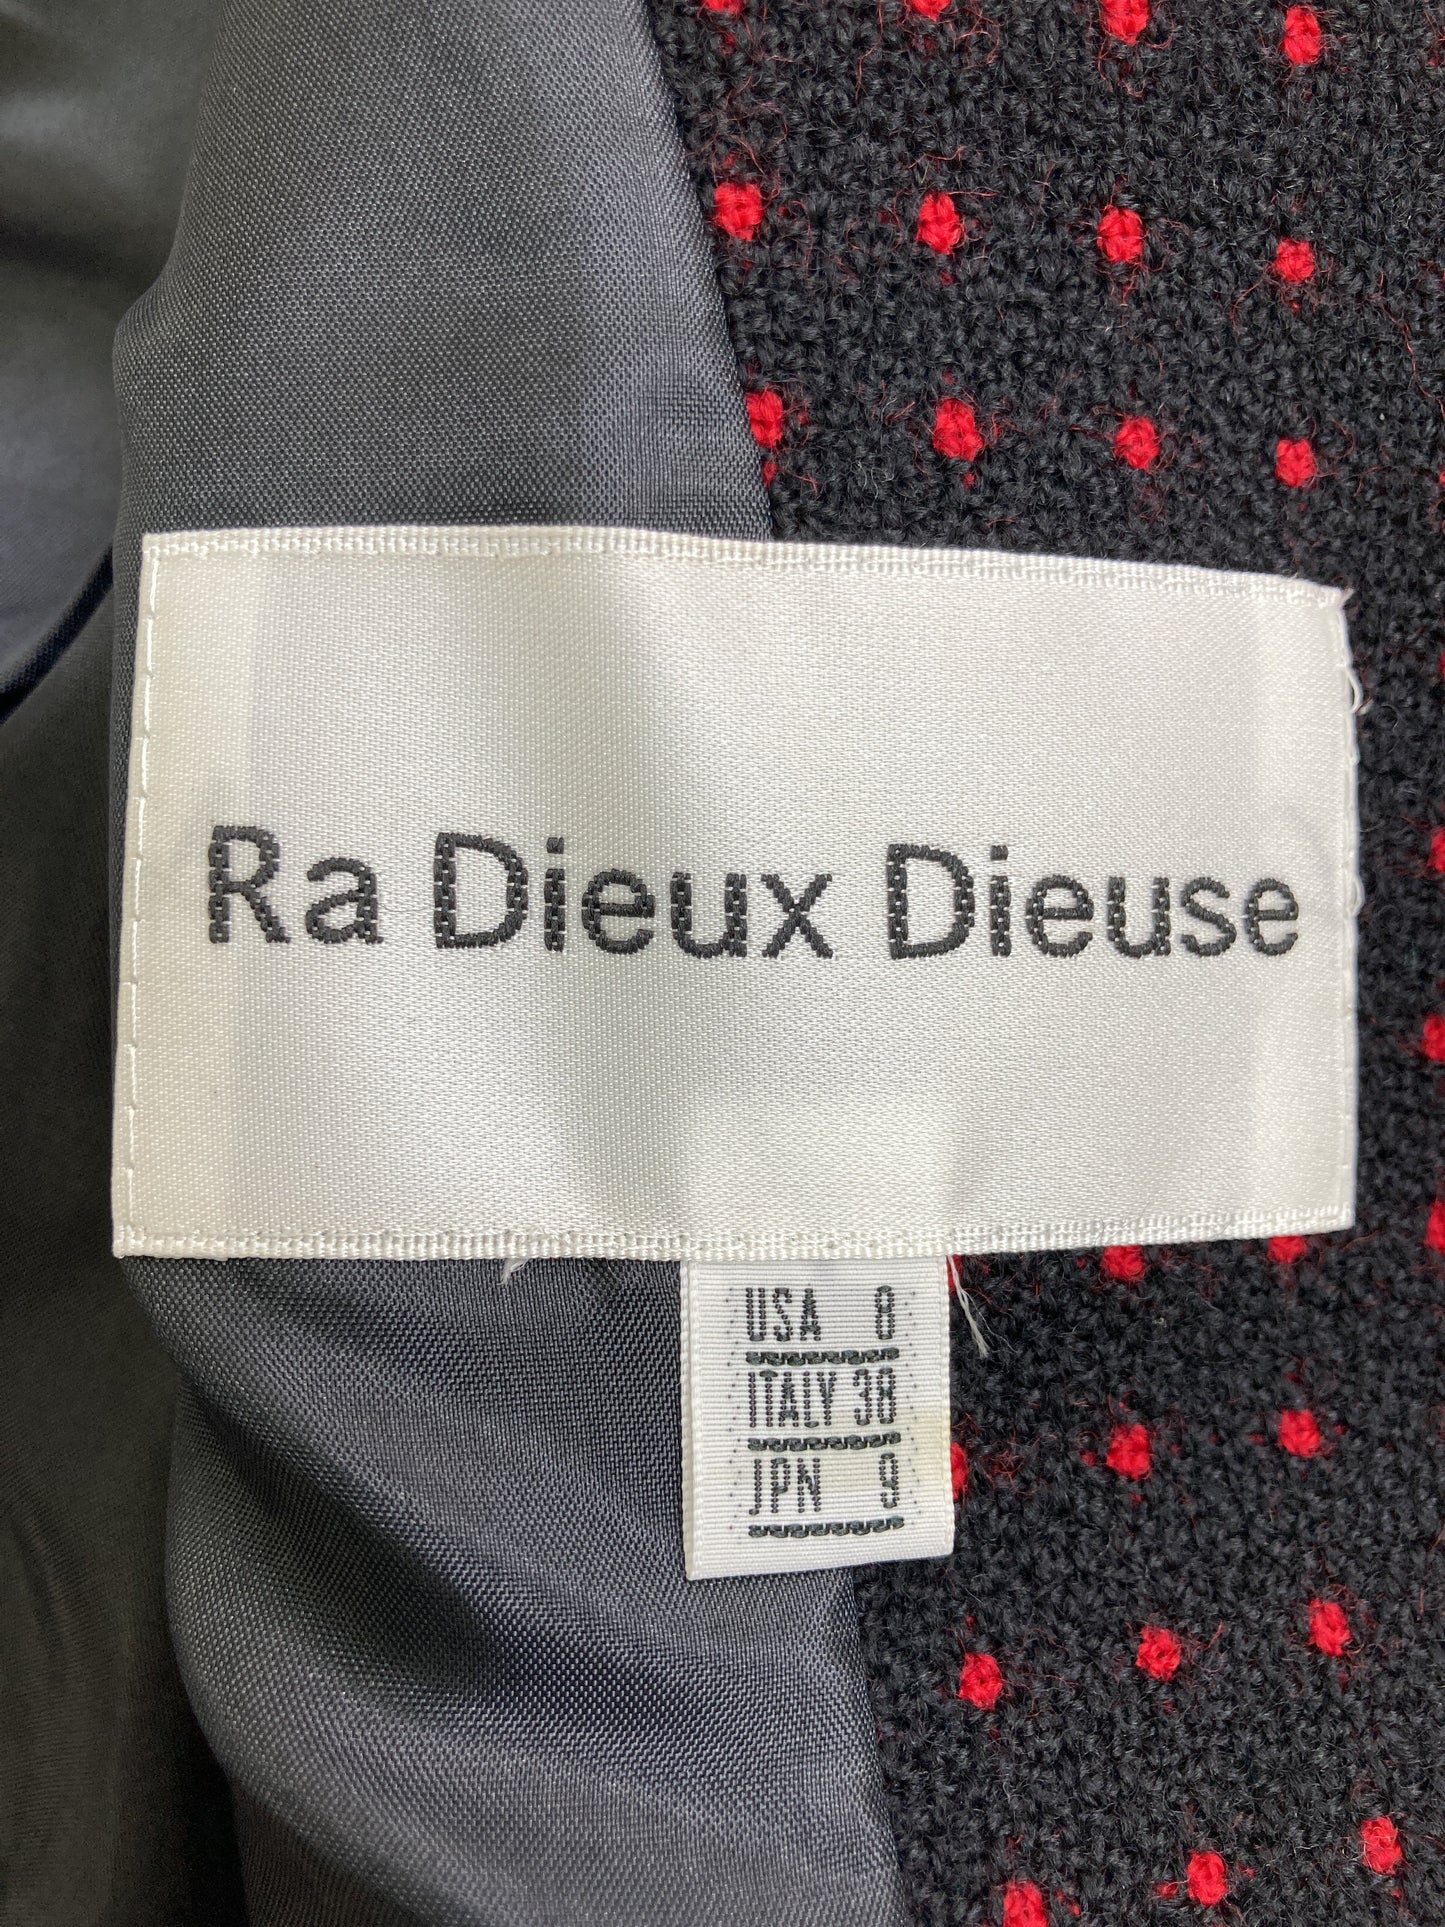 Ra Dieux Dieuse
USA 8
ITALY 38
JPN 9